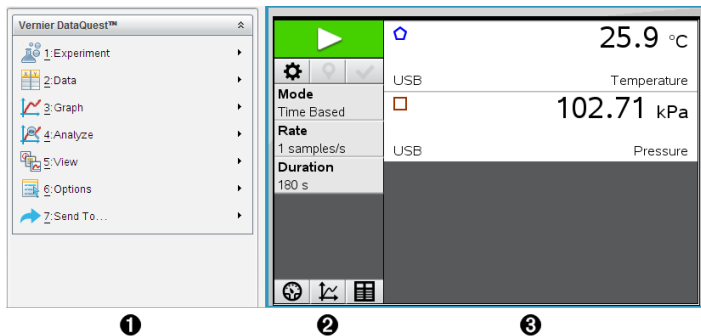 Vernier DataQuest™
1:Experiment
2:Data
3:Graph
4:Analyze
5:View
6:Options
7:Send To...
Mode
Time Based
Rate
1 samples/s
Duration
180 s
25.9 °C
USB Temperature
102.71 kPa
USB Pressure
❶ ❷ ❸